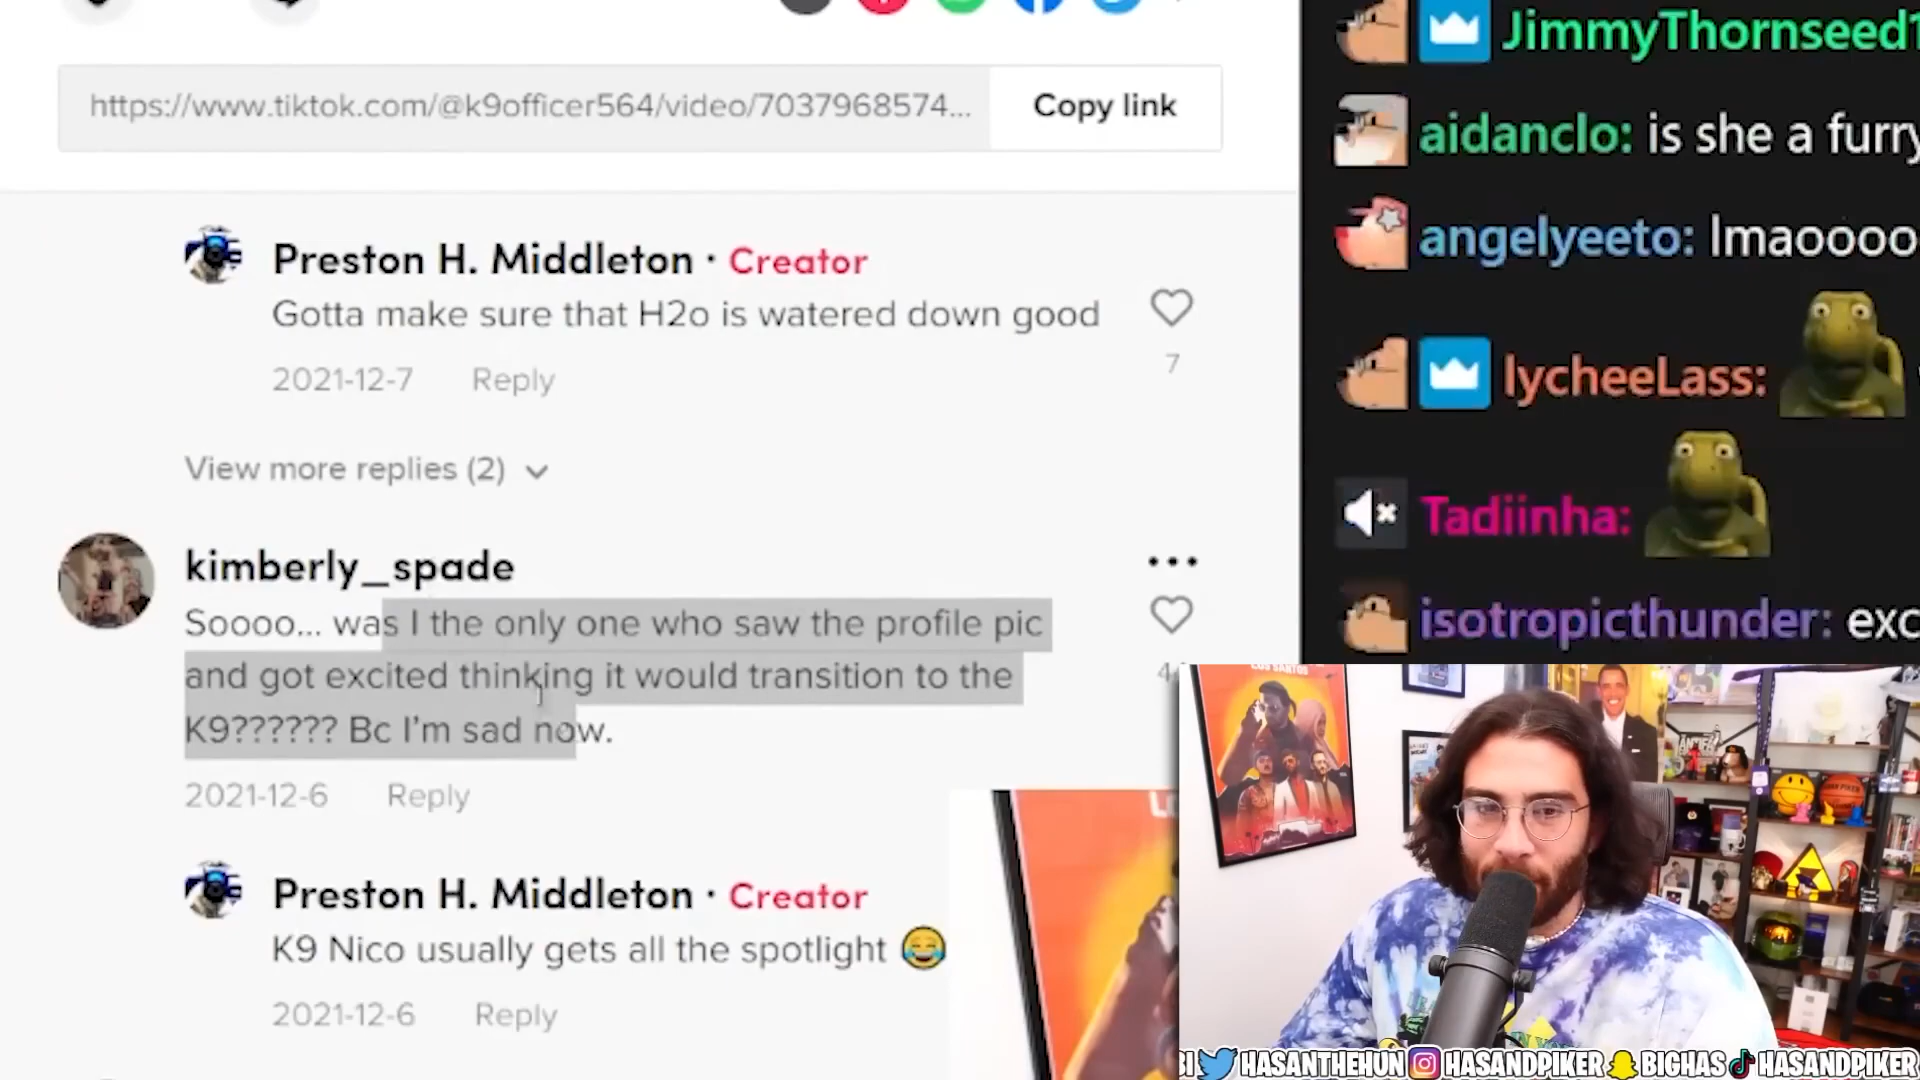 https://www.tiktok.com/@k9officer564/video/7037968574...
Copy link
Preston H. Middleton · Creator
Gotta make sure that H2o is watered down good
7
2021-12-7 Reply
View more replies (2)
kimberly_spade
Soooo... was I the only one who saw the profile pic
and got excited thinking it would transition to the
K9?????? Bc I'm sad now.
2021-12-6 Reply
Preston H. Middleton · Creator
K9 Nico usually gets all the spotlight 😂
2021-12-6 Reply
JimmyThornseed1
aidanclo: is she a furry
angelyeeto: lmaoooo
lycheeLass:
Tadiinha:
isotropicthunder: exc
LOS SANTOS
HASANTHEHUN HASANDPIKER BIGHAS HASANDPIKER